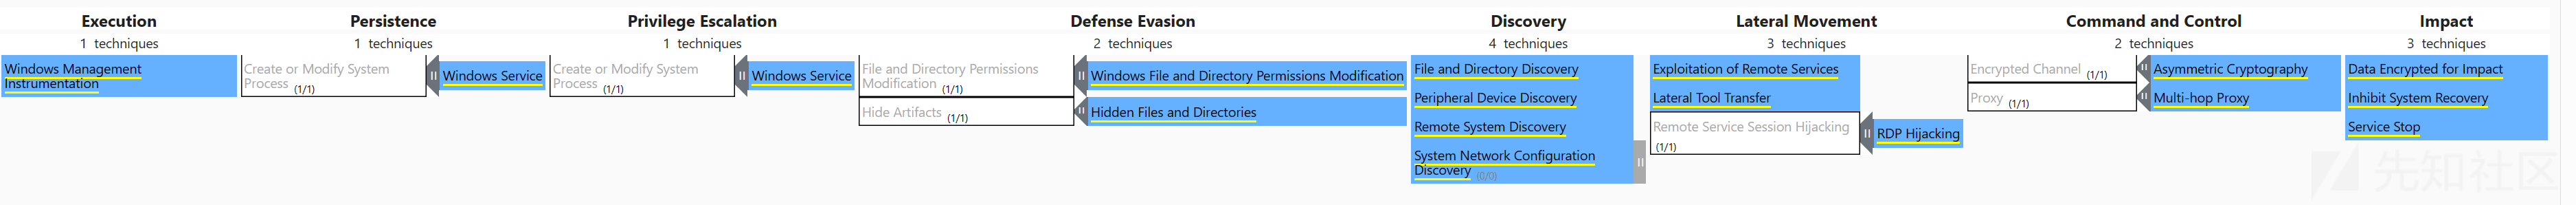 Execution
1 techniques
Windows Management
Instrumentation
Persistence
1 techniques
Create or Modify System
Process (1/1)
Windows Service
Privilege Escalation
1 techniques
Create or Modify System
Process (1/1)
Windows Service
Defense Evasion
2 techniques
File and Directory Permissions
Modification (1/1)
Windows File and Directory Permissions Modification
Hide Artifacts (1/1)
Hidden Files and Directories
Discovery
4 techniques
File and Directory Discovery
Peripheral Device Discovery
Remote System Discovery
System Network Configuration
Discovery (0/0)
Lateral Movement
3 techniques
Exploitation of Remote Services
Lateral Tool Transfer
Remote Service Session Hijacking
(1/1)
RDP Hijacking
Command and Control
2 techniques
Encrypted Channel (1/1)
Asymmetric Cryptography
Proxy (1/1)
Multi-hop Proxy
Impact
3 techniques
Data Encrypted for Impact
Inhibit System Recovery
Service Stop
先知社区